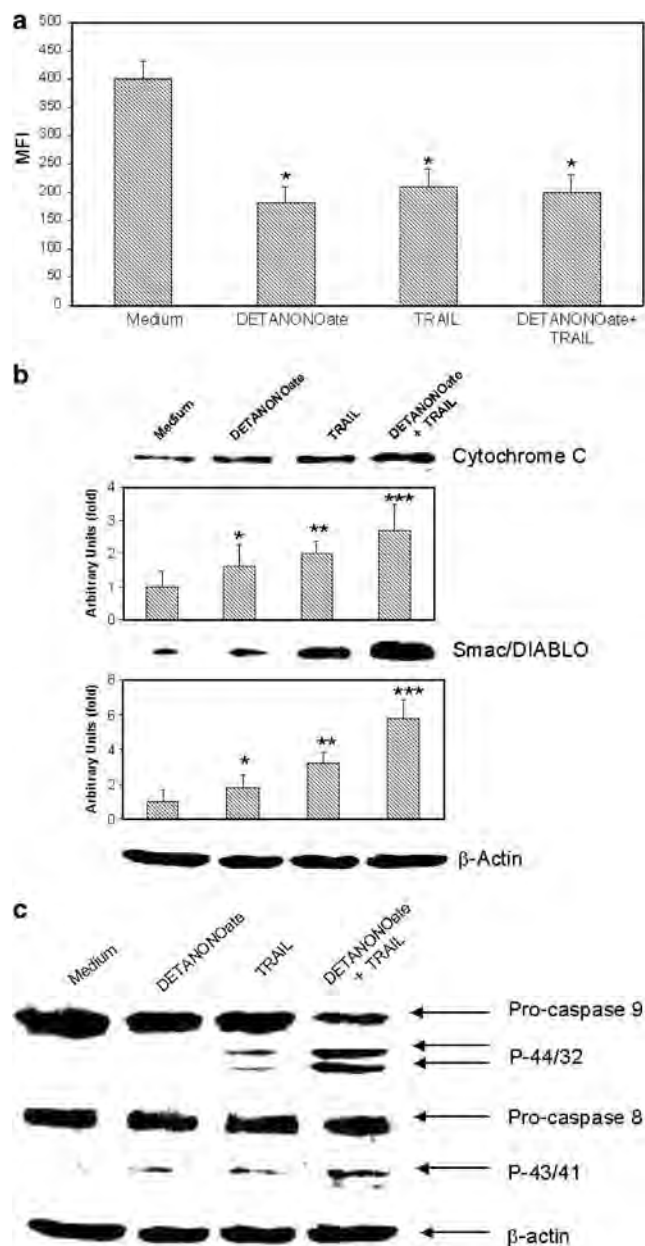 a
500
450
400
350
300
250
200
150
100
50
0
MFI
*
*
*
Medium
DETANONOate
TRAIL
DETANONOate+
TRAIL
b
Medium
DETANONOate
TRAIL
DETANONOate
+ TRAIL
Cytochrome C
Arbitrary Units (fold)
4
3
2
1
0
*
**
***
Smac/DIABLO
Arbitrary Units (fold)
6
6
4
2
0
*
**
***
β-Actin
c
Medium
DETANONOate
TRAIL
DETANONOate
+ TRAIL
Pro-caspase 9
P-44/32
Pro-caspase 8
P-43/41
β-actin